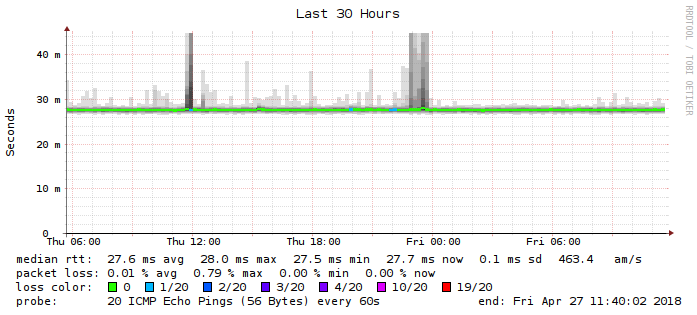 Last 30 Hours
RRDTOOL / TOBI OETIKER
Seconds
40 m
30 m
20 m
10 m
0
Thu 06:00 Thu 12:00 Thu 18:00 Fri 00:00 Fri 06:00
median rtt: 27.6 ms avg 28.0 ms max 27.5 ms min 27.7 ms now 0.1 ms sd 463.4 am/s
packet loss: 0.01 % avg 0.79 % max 0.00 % min 0.00 % now
loss color: 0 1/20 2/20 3/20 4/20 10/20 19/20
probe: 20 ICMP Echo Pings (56 Bytes) every 60s end: Fri Apr 27 11:40:02 2018